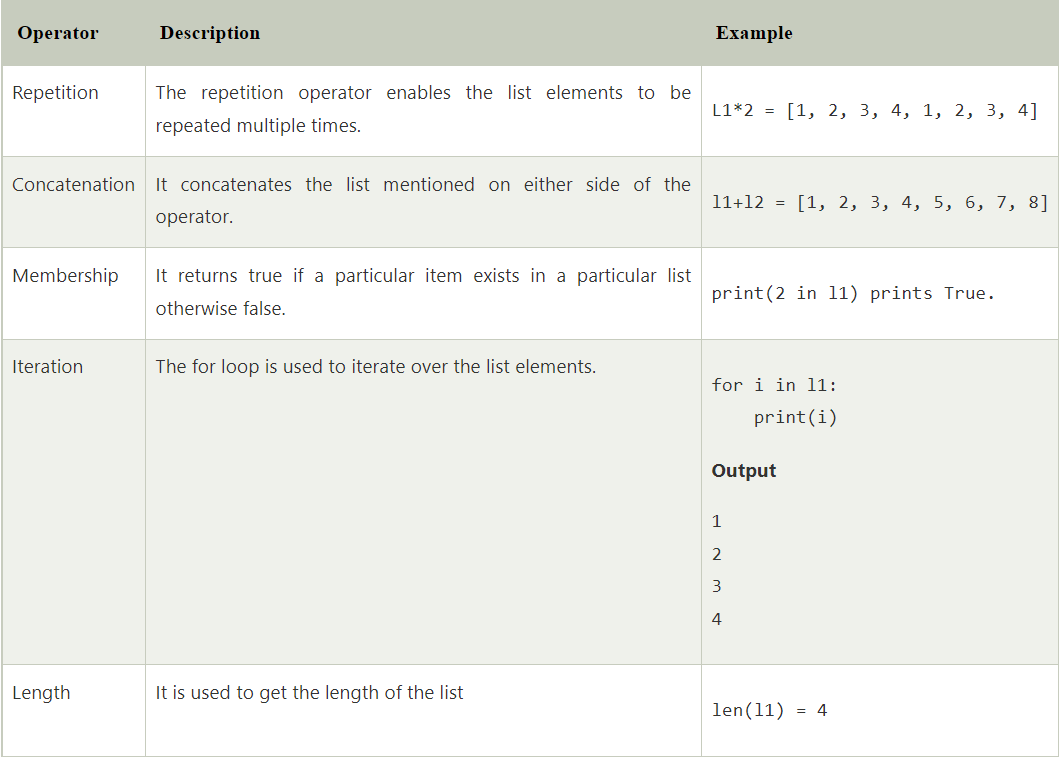 Operator Description Example
Repetition The repetition operator enables the list elements to be
repeated multiple times.
L1*2 = [1, 2, 3, 4, 1, 2, 3, 4]
Concatenation It concatenates the list mentioned on either side of the
operator.
l1+l2 = [1, 2, 3, 4, 5, 6, 7, 8]
Membership It returns true if a particular item exists in a particular list
otherwise false.
print(2 in l1) prints True.
Iteration The for loop is used to iterate over the list elements.
for i in l1:
    print(i)
Output
1
2
3
4
Length It is used to get the length of the list
len(l1) = 4